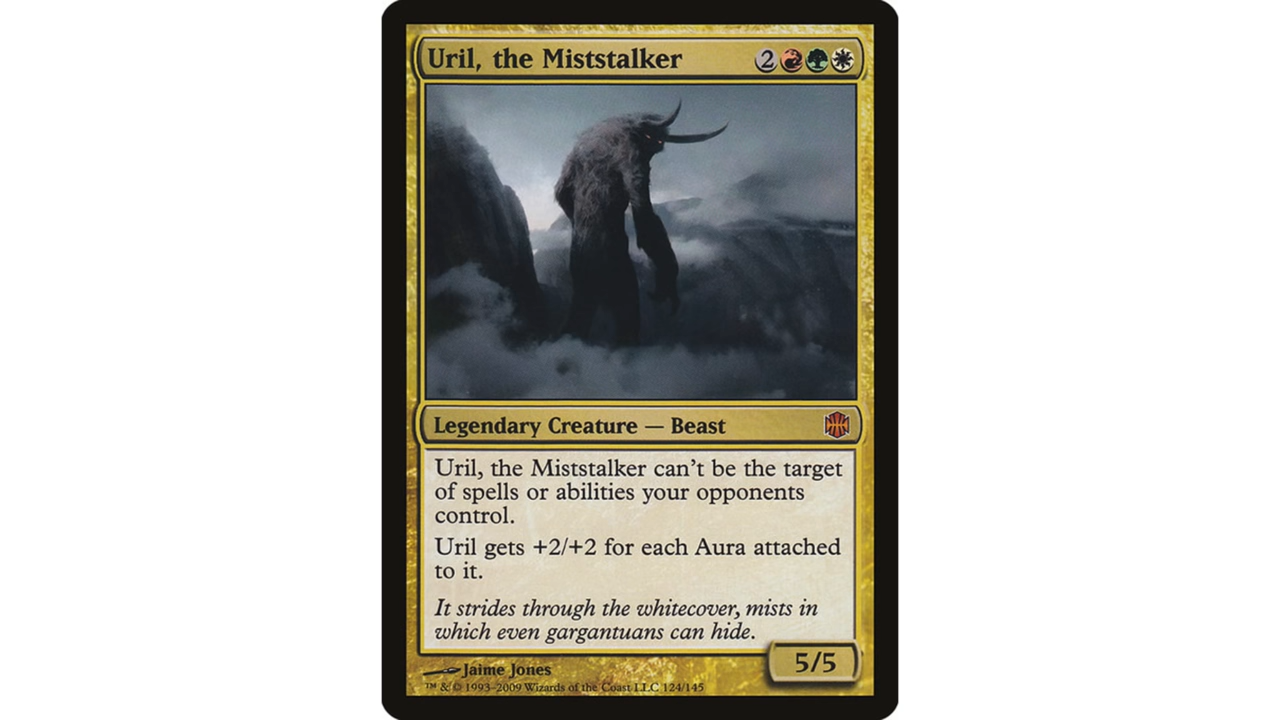 Uril, the Miststalker 2
Legendary Creature — Beast
Uril, the Miststalker can't be the target
of spells or abilities your opponents
control.
Uril gets +2/+2 for each Aura attached
to it.
It strides through the whitecover, mists in
which even gargantuans can hide.
5/5
Jaime Jones
™ & © 1993–2009 Wizards of the Coast LLC 124/145